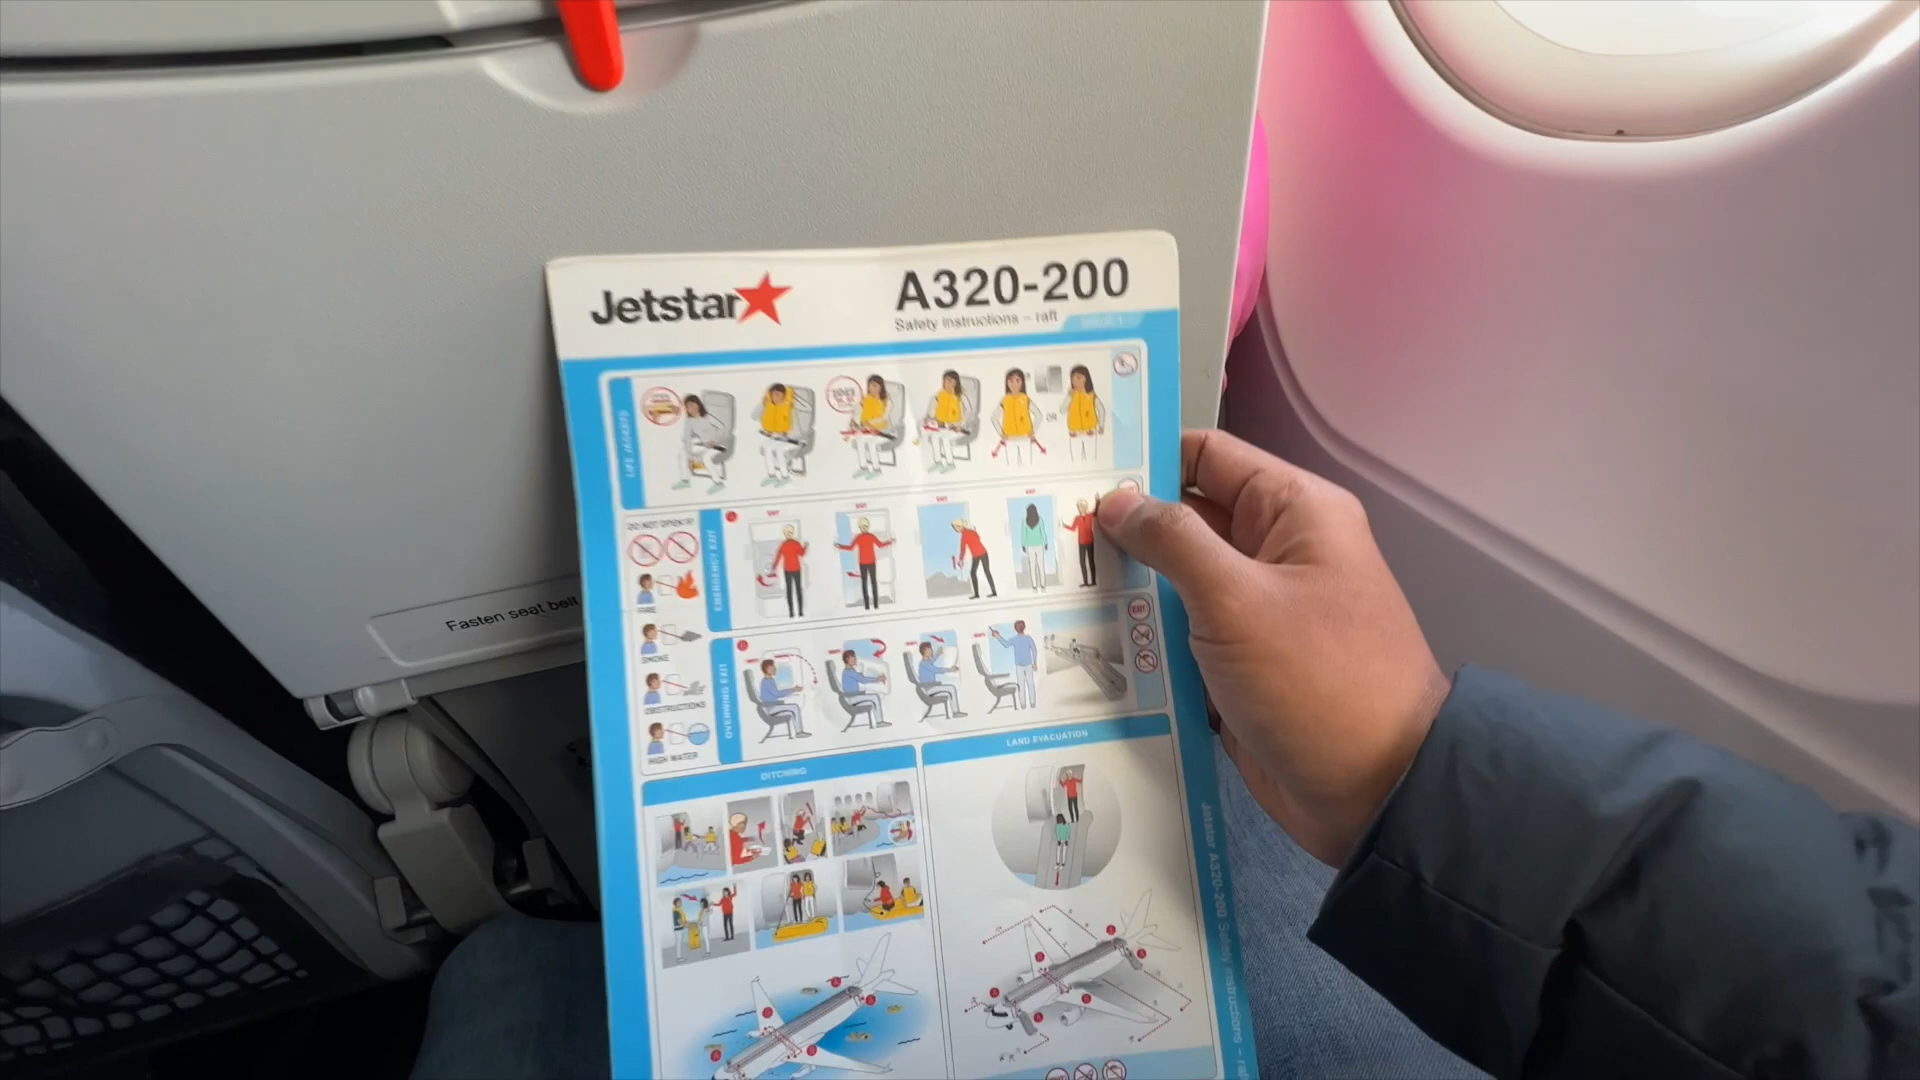 Jetstar
A320-200
Safety instructions – raft
LIFE JACKETS
OR
DO NOT OPEN IF:
EMERGENCY EXIT
FIRE
SMOKE
OBSTRUCTIONS
HIGH WATER
OVERWING EXIT
EXIT
Fasten seat belt
DITCHING
LAND EVACUATION
Jetstar A320-200 Safety instructions –